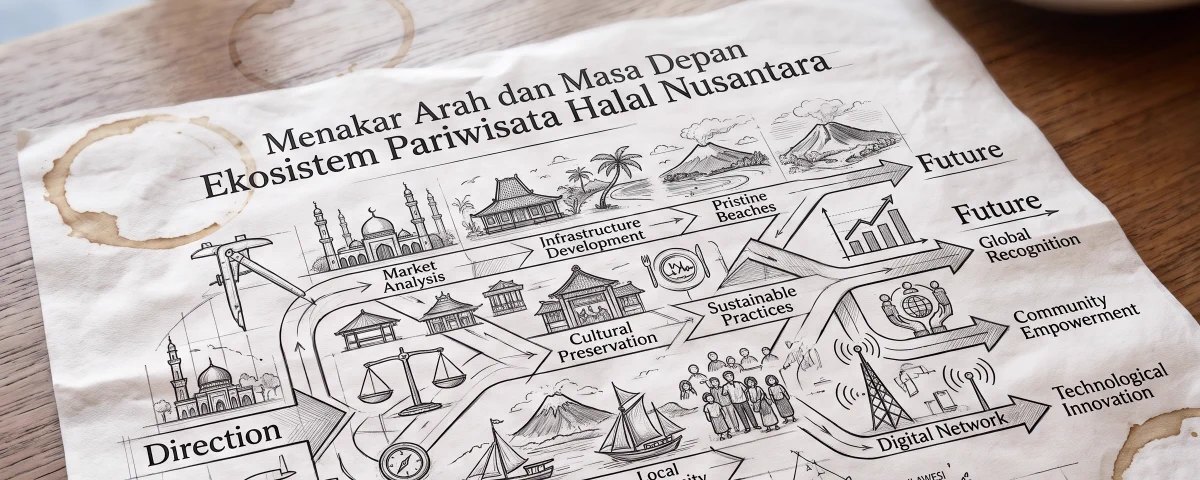 Menakar Arah dan Masa Depan
Ekosistem Pariwisata Halal Nusantara
Future
Pristine
Beaches
Infrastructure
Development
Market
Analysis
Future
Global
Recognition
Sustainable
Practices
Cultural
Preservation
Community
Empowerment
Technological
Innovation
Digital Network
Direction
Local